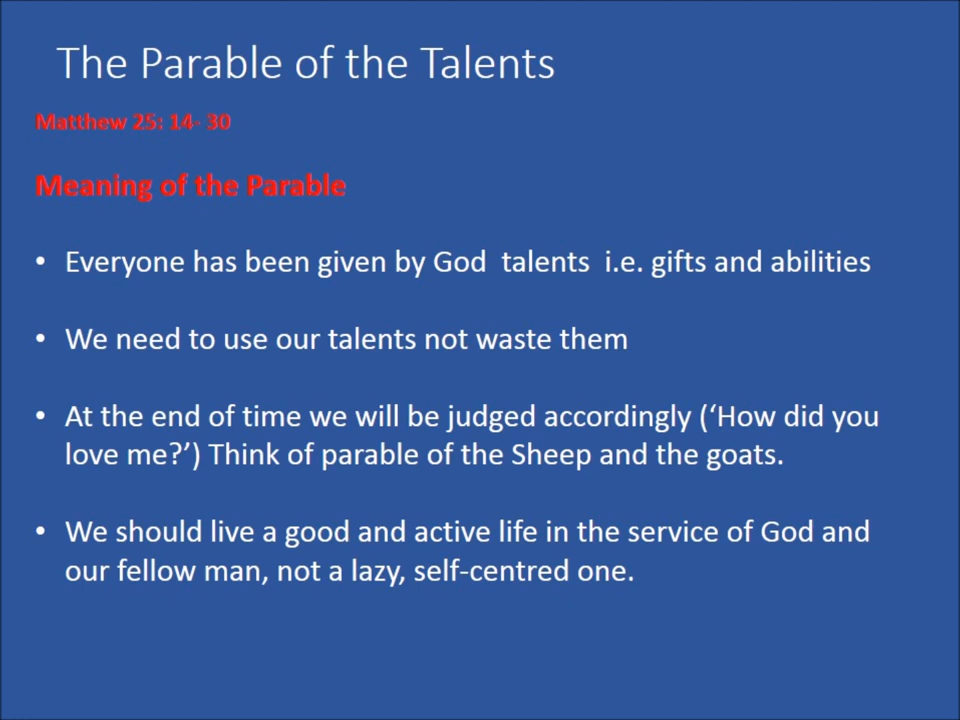 The Parable of the Talents
Matthew 25: 14- 30
Meaning of the Parable
• Everyone has been given by God  talents  i.e. gifts and abilities
• We need to use our talents not waste them
• At the end of time we will be judged accordingly (‘How did you
love me?’) Think of parable of the Sheep and the goats.
• We should live a good and active life in the service of God and
our fellow man, not a lazy, self-centred one.